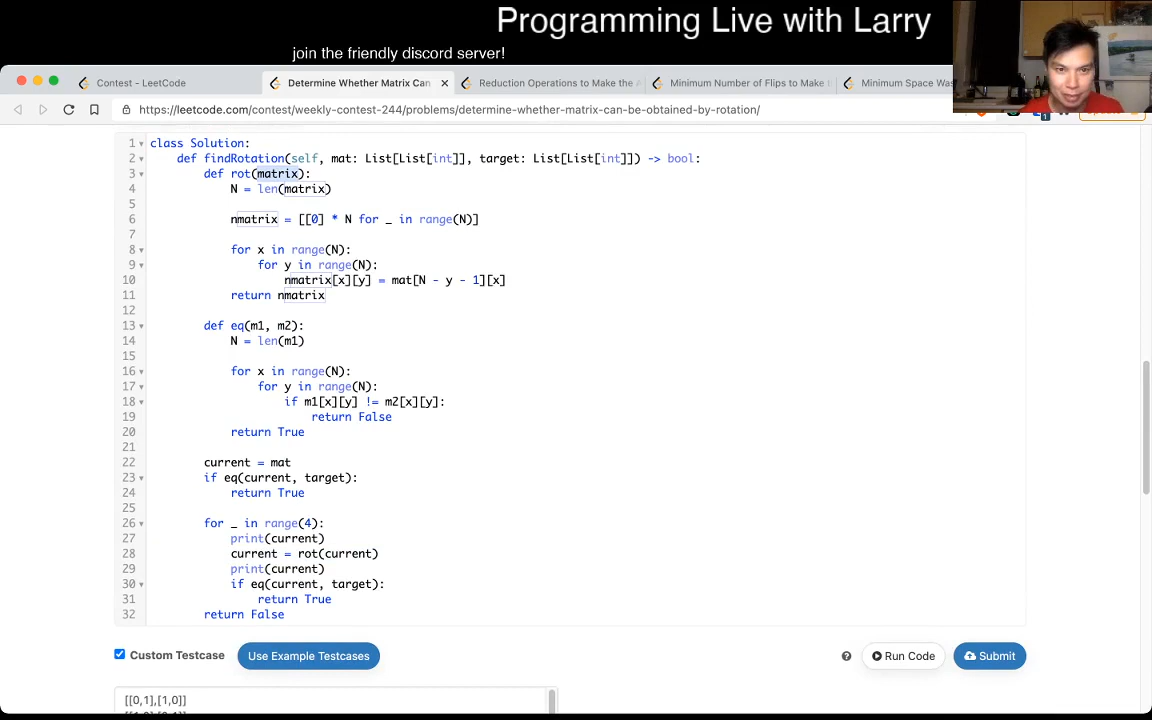 Programming Live with Larry
join the friendly discord server!
Contest - LeetCode
Determine Whether Matrix Can
Reduction Operations to Make the
Minimum Number of Flips to Make
Minimum Space Was
https://leetcode.com/contest/weekly-contest-244/problems/determine-whether-matrix-can-be-obtained-by-rotation/
1 class Solution:
2 def findRotation(self, mat: List[List[int]], target: List[List[int]]) -> bool:
3 def rot(matrix):
4 N = len(matrix)
5
6 nmatrix = [[0] * N for _ in range(N)]
7
8 for x in range(N):
9 for y in range(N):
10 nmatrix[x][y] = mat[N - y - 1][x]
11 return nmatrix
12
13 def eq(m1, m2):
14 N = len(m1)
15
16 for x in range(N):
17 for y in range(N):
18 if m1[x][y] != m2[x][y]:
19 return False
20 return True
21
22 current = mat
23 if eq(current, target):
24 return True
25
26 for _ in range(4):
27 print(current)
28 current = rot(current)
29 print(current)
30 if eq(current, target):
31 return True
32 return False
Custom Testcase
Use Example Testcases
Run Code
Submit
[[0,1],[1,0]]